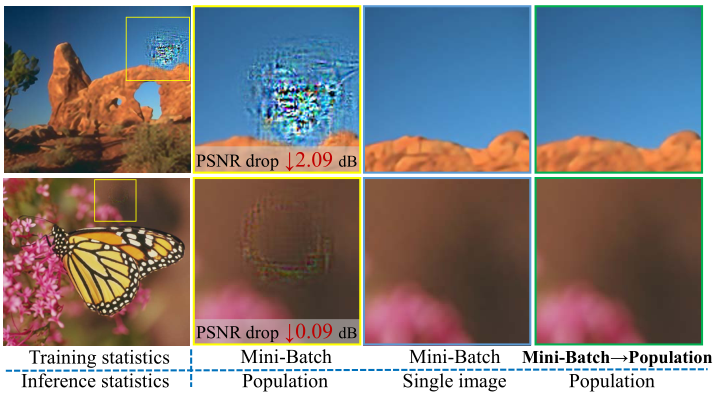 PSNR drop ↓2.09 dB
PSNR drop ↓0.09 dB
Training statistics Mini-Batch Mini-Batch Mini-Batch→Population
Inference statistics Population Single image Population